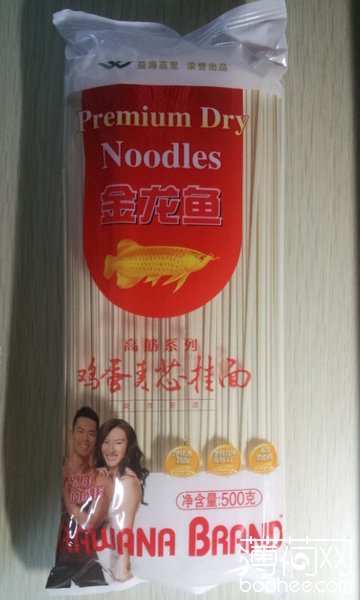 益海嘉里 荣誉出品
Premium Dry
Noodles
金龙鱼
高筋系列
鸡蛋麦芯挂面
净含量:500克
ARAWANA BRAND
薄荷网
boohee.com